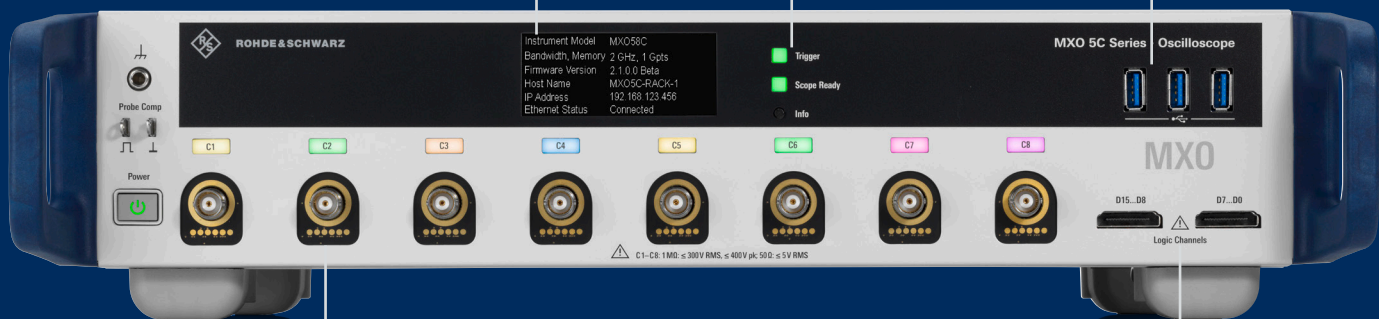 ROHDE&SCHWARZ
Instrument Model MXO58C
Bandwidth, Memory 2 GHz, 1 Gpts
Firmware Version 2.1.0.0 Beta
Host Name MXO5C-RACK-1
IP Address 192.168.123.456
Ethernet Status Connected
Trigger
Scope Ready
Info
MXO 5C Series Oscilloscope
Probe Comp
Power
C1 C2 C3 C4 C5 C6 C7 C8
MXO
D15...D8 D7...D0
Logic Channels
C1–C8: 1 MΩ: ≤ 300 V RMS, ≤ 400 V pk; 50 Ω: ≤ 5 V RMS